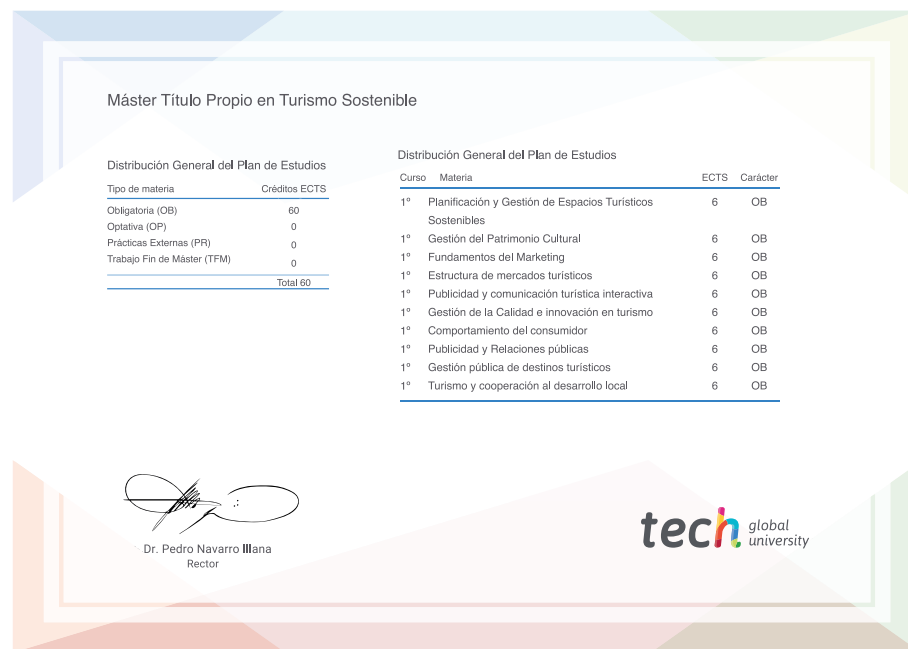 Máster Título Propio en Turismo Sostenible
Distribución General del Plan de Estudios
Tipo de materia Créditos ECTS
Obligatoria (OB) 60
Optativa (OP) 0
Prácticas Externas (PR) 0
Trabajo Fin de Máster (TFM) 0
Total 60
Distribución General del Plan de Estudios
Curso Materia ECTS Carácter
1º Planificación y Gestión de Espacios Turísticos 6 OB
Sostenibles
1º Gestión del Patrimonio Cultural 6 OB
1º Fundamentos del Marketing 6 OB
1º Estructura de mercados turísticos 6 OB
1º Publicidad y comunicación turística interactiva 6 OB
1º Gestión de la Calidad e innovación en turismo 6 OB
1º Comportamiento del consumidor 6 OB
1º Publicidad y Relaciones públicas 6 OB
1º Gestión pública de destinos turísticos 6 OB
1º Turismo y cooperación al desarrollo local 6 OB
Dr. Pedro Navarro Illana
Rector
tech global
university